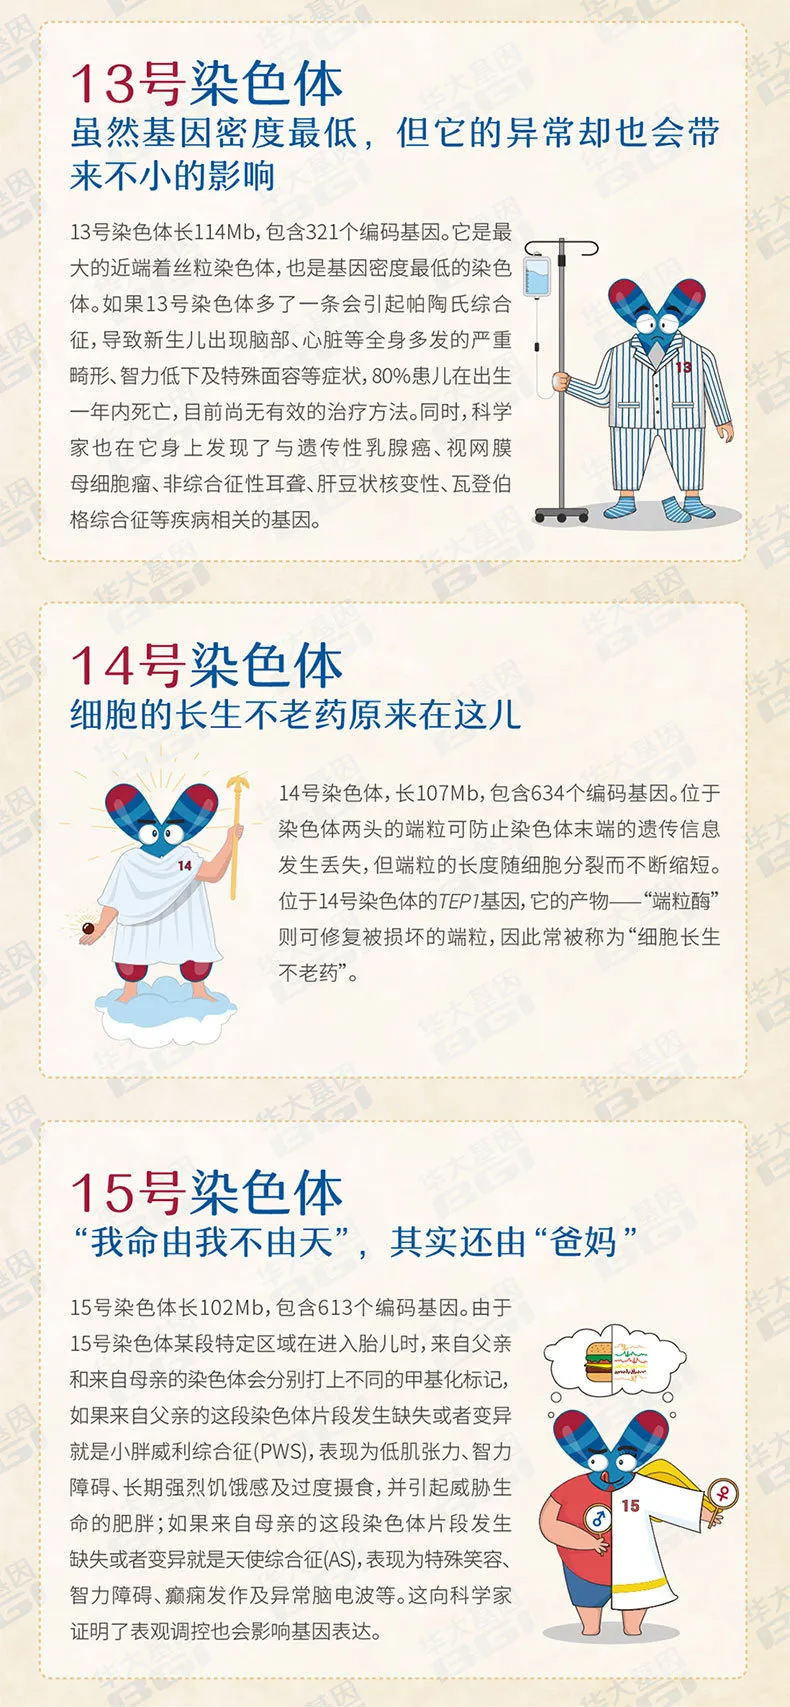 13号染色体
虽然基因密度最低，但它的异常却也会带
来不小的影响
13号染色体长114Mb，包含321个编码基因。它是最
大的近端着丝粒染色体，也是基因密度最低的染色
体。如果13号染色体多了一条会引起帕陶氏综合
征，导致新生儿出现脑部、心脏等全身多发的严重
畸形、智力低下及特殊面容等症状，80%患儿在出生
一年内死亡，目前尚无有效的治疗方法。同时，科学
家也在它身上发现了与遗传性乳腺癌、视网膜
母细胞瘤、非综合征性耳聋、肝豆状核变性、瓦登伯
格综合征等疾病相关的基因。
13
14号染色体
细胞的长生不老药原来在这儿
14
14号染色体，长107Mb，包含634个编码基因。位于
染色体两头的端粒可防止染色体末端的遗传信息
发生丢失，但端粒的长度随细胞分裂而不断缩短。
位于14号染色体的TEP1基因，它的产物——“端粒酶”
则可修复被损坏的端粒，因此常被称为“细胞长生
不老药”。
15号染色体
“我命由我不由天”，其实还由“爸妈”
15号染色体长102Mb，包含613个编码基因。由于
15号染色体某段特定区域在进入胎儿时，来自父亲
和来自母亲的染色体会分别打上不同的甲基化标记，
如果来自父亲的这段染色体片段发生缺失或者变异
就是小胖威利综合征(PWS)，表现为低肌张力、智力
障碍、长期强烈饥饿感及过度摄食，并引起威胁生
命的肥胖；如果来自母亲的这段染色体片段发生
缺失或者变异就是天使综合征(AS)，表现为特殊笑容、
智力障碍、癫痫发作及异常脑电波等。这向科学家
证明了表观调控也会影响基因表达。
15
♂
♀
华大基因
BGI